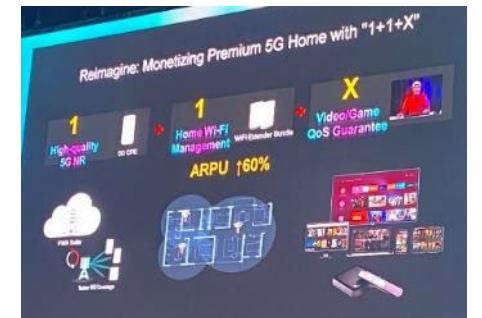 Reimagine: Monetizing Premium 5G Home with "1+1+X"
1
High-quality
5G NR
5G CPE
+
1
Home Wi-Fi
Management
WiFi-Extender Bundle
+
X
Video/Game
QoS Guarantee
ARPU ↑60%
FWA Suite